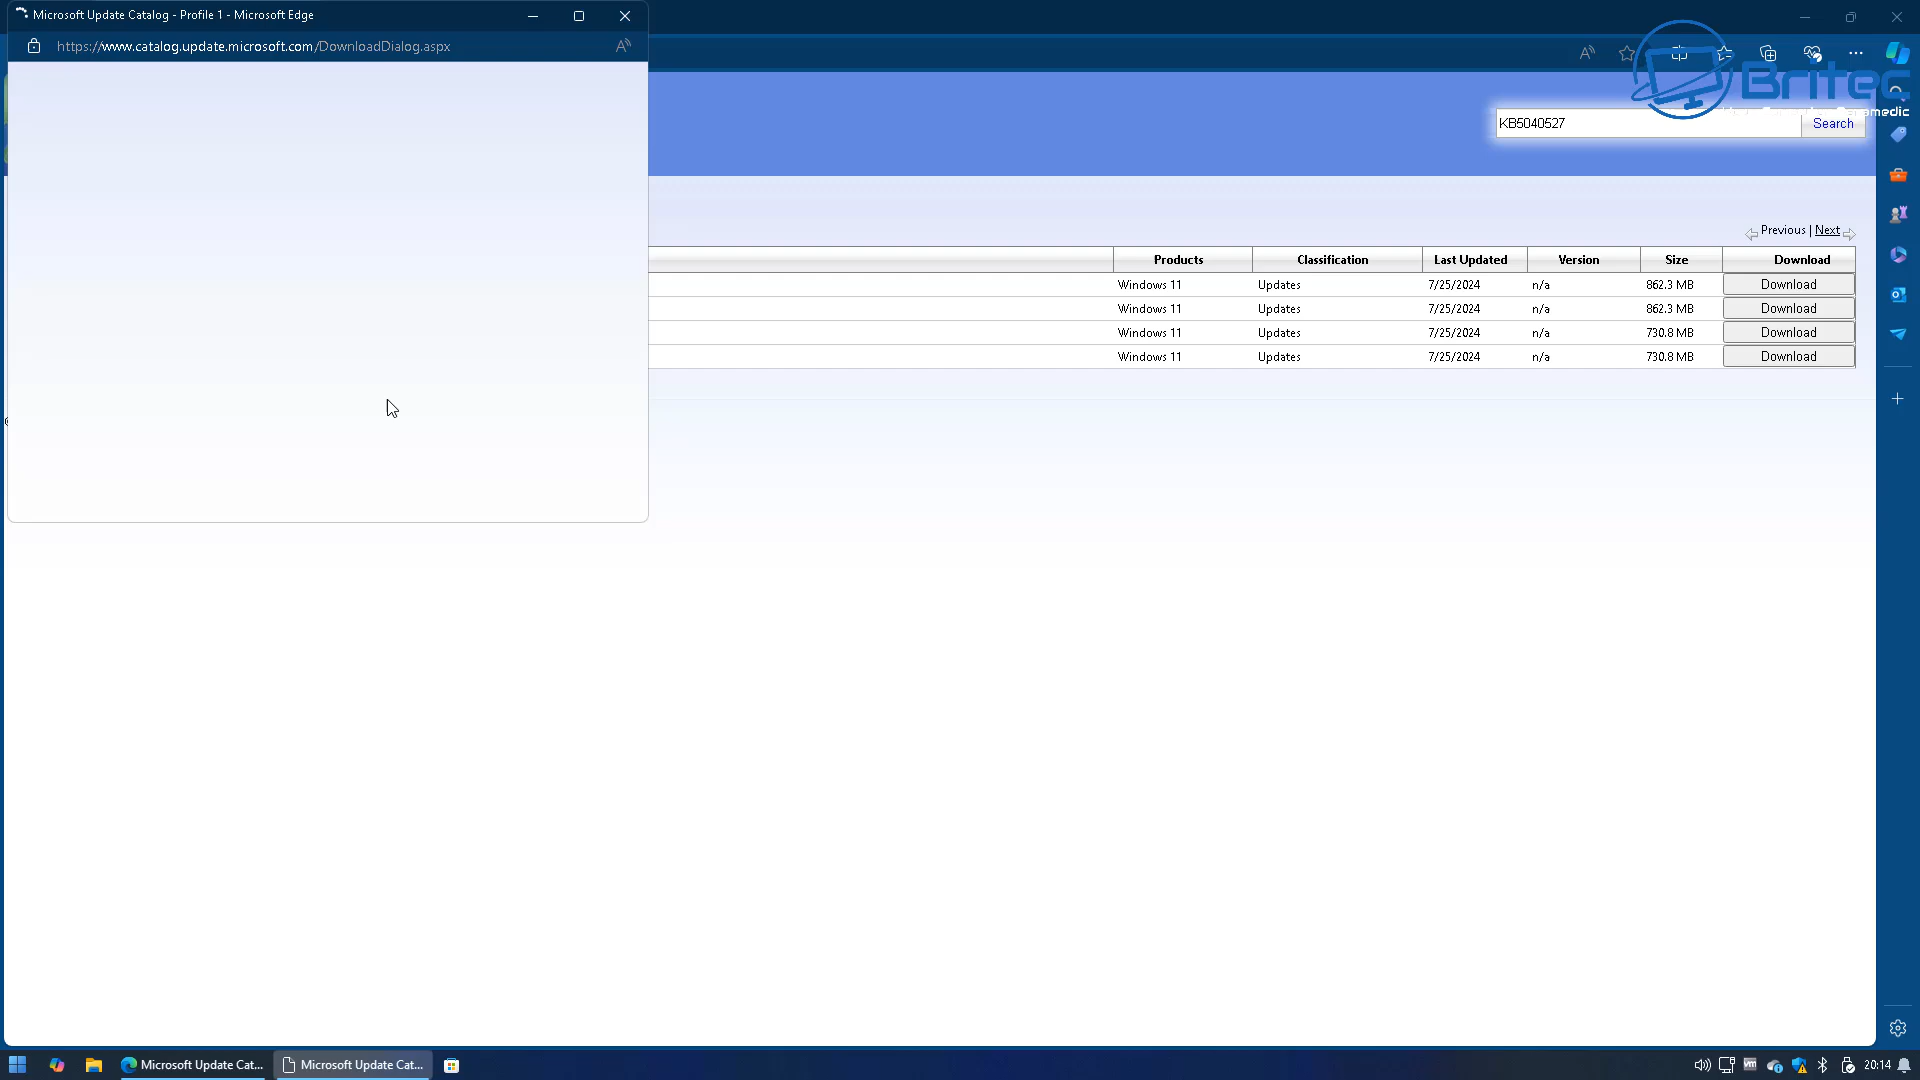 Microsoft Update Catalog - Profile 1 - Microsoft Edge
https://www.catalog.update.microsoft.com/DownloadDialog.aspx
Britec
KB5040527
Search
Previous | Next
Products Classification Last Updated Version Size Download
Windows 11 Updates 7/25/2024 n/a 862.3 MB Download
Windows 11 Updates 7/25/2024 n/a 862.3 MB Download
Windows 11 Updates 7/25/2024 n/a 730.8 MB Download
Windows 11 Updates 7/25/2024 n/a 730.8 MB Download
Microsoft Update Cat...
Microsoft Update Cat...
20:14